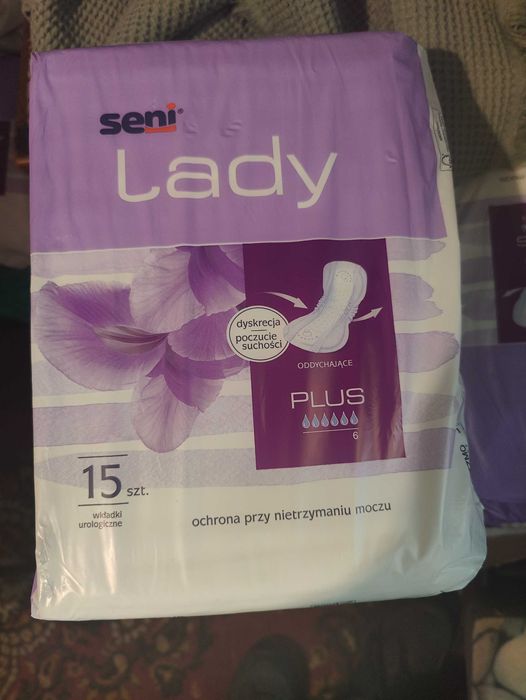 seni
Lady
dyskrecja
poczucie
suchości
ODDYCHAJĄCE
PLUS
6
15 szt.
wkładki
urologiczne
ochrona przy nietrzymaniu moczu